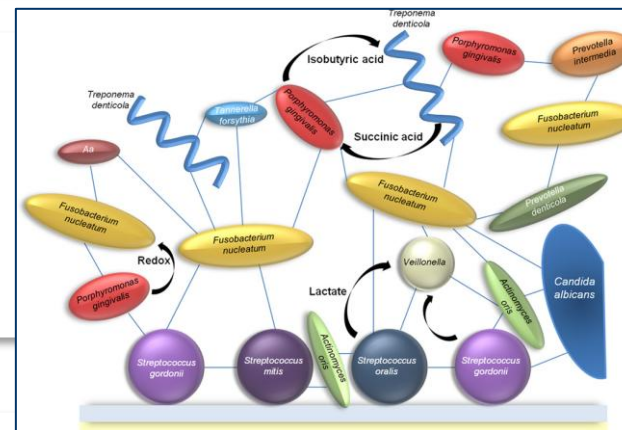 Treponema
denticola
Isobutyric acid
Porphyromonas
gingivalis
Prevotella
intermedia
Treponema
denticola
Tannerella
forsythia
Porphyromonas
gingivalis
Succinic acid
Fusobacterium
nucleatum
Aa
Fusobacterium
nucleatum
Fusobacterium
nucleatum
Fusobacterium
nucleatum
Prevotella
denticola
Redox
Porphyromonas
gingivalis
Veillonella
Lactate
Actinomyces
oris
Candida
albicans
Streptococcus
gordonii
Streptococcus
mitis
Actinomyces
oris
Streptococcus
oralis
Streptococcus
gordonii